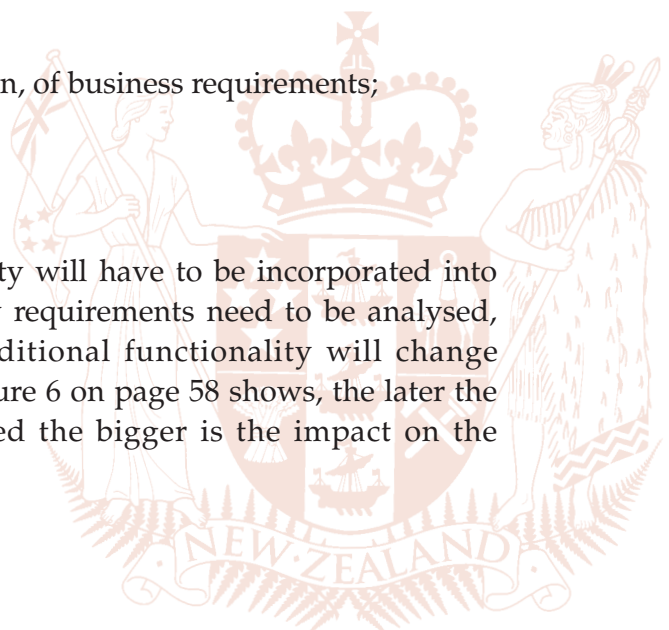 n, of business requirements;
ty will have to be incorporated into
requirements need to be analysed,
ditional functionality will change
ure 6 on page 58 shows, the later the
ed the bigger is the impact on the
NEW·ZEALAND